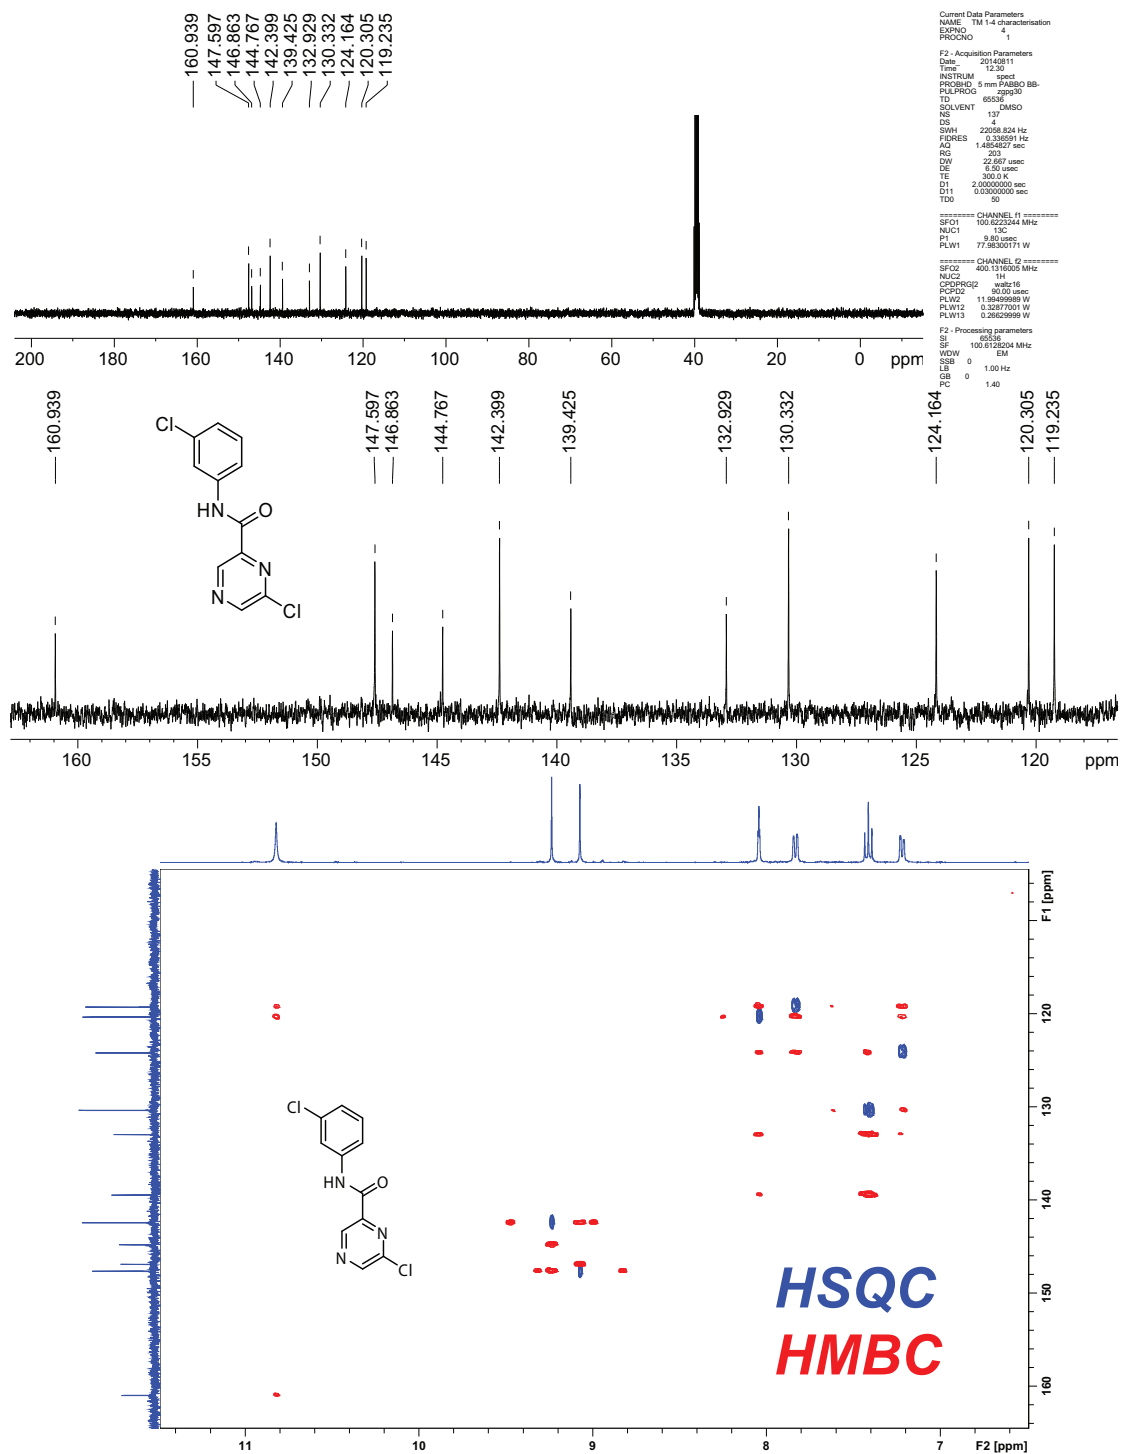 160.939
147.597
146.863
144.767
142.399
139.425
132.929
130.332
124.164
120.305
119.235
Current Data Parameters
NAME TM 1-4 characterisation
EXPNO 4
PROCNO 1
F2 - Acquisition Parameters
Date_ 20140811
Time 12.30
INSTRUM spect
PROBHD 5 mm PABBO BB-
PULPROG zgpg30
TD 65536
SOLVENT DMSO
NS 137
DS 4
SWH 22058.824 Hz
FIDRES 0.336591 Hz
AQ 1.4854827 sec
RG 203
DW 22.667 usec
DE 6.50 usec
TE 300.0 K
D1 2.00000000 sec
D11 0.03000000 sec
TD0 50
======== CHANNEL f1 ========
SFO1 100.6223244 MHz
NUC1 13C
P1 9.80 usec
PLW1 77.98300171 W
======== CHANNEL f2 ========
SFO2 400.1316005 MHz
NUC2 1H
CPDPRG[2 waltz16
PCPD2 90.00 usec
PLW2 11.99499989 W
PLW12 0.32877001 W
PLW13 0.26629999 W
F2 - Processing parameters
SI 65536
SF 100.6128204 MHz
WDW EM
SSB 0
LB 1.00 Hz
GB 0
PC 1.40
200 180 160 140 120 100 80 60 40 20 0 ppm
160.939
147.597
146.863
144.767
142.399
139.425
132.929
130.332
124.164
120.305
119.235
Cl
HN
O
N
N
Cl
160 155 150 145 140 135 130 125 120 ppm
F1 [ppm]
120
130
140
150
160
Cl
HN
O
N
N
Cl
HSQC
HMBC
11 10 9 8 7 F2 [ppm]